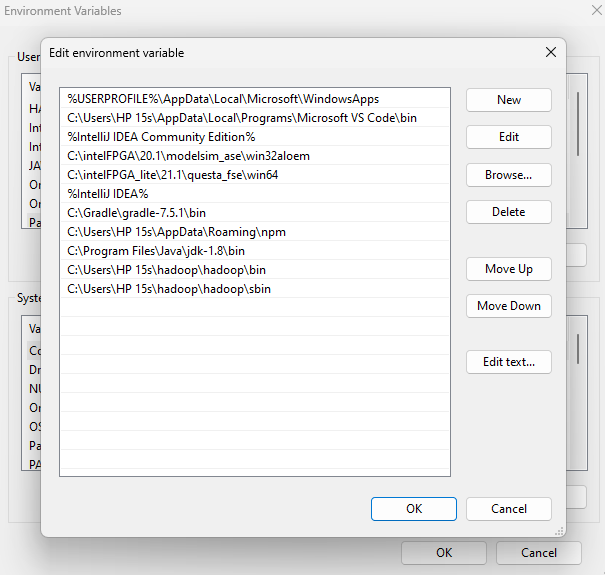 Environment Variables
Edit environment variable
User
Va
HA
Int
Int
JA
On
On
Pa
%USERPROFILE%\AppData\Local\Microsoft\WindowsApps
C:\Users\HP 15s\AppData\Local\Programs\Microsoft VS Code\bin
%IntelliJ IDEA Community Edition%
C:\intelFPGA\20.1\modelsim_ase\win32aloem
C:\intelFPGA_lite\21.1\questa_fse\win64
%IntelliJ IDEA%
C:\Gradle\gradle-7.5.1\bin
C:\Users\HP 15s\AppData\Roaming\npm
C:\Program Files\Java\jdk-1.8\bin
C:\Users\HP 15s\hadoop\hadoop\bin
C:\Users\HP 15s\hadoop\hadoop\sbin
New
Edit
Browse...
Delete
Move Up
Move Down
Edit text...
Syste
Va
Co
Dr
NU
On
OS
Pa
PA
OK
Cancel
OK
Cancel